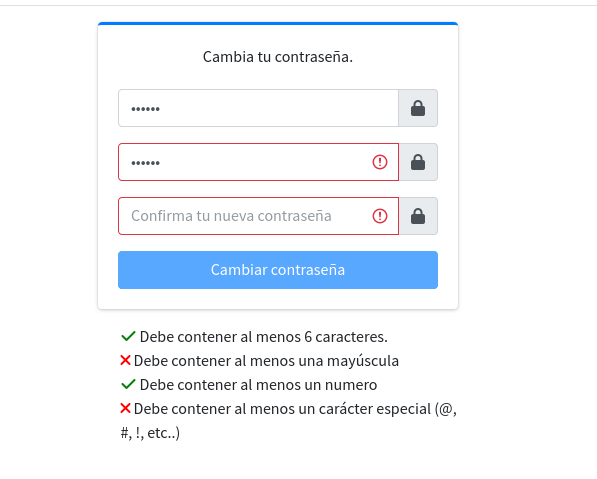 Cambia tu contraseña.
••••••
••••••
Confirma tu nueva contraseña
Cambiar contraseña
Debe contener al menos 6 caracteres.
Debe contener al menos una mayúscula
Debe contener al menos un numero
Debe contener al menos un carácter especial (@,
#, !, etc..)